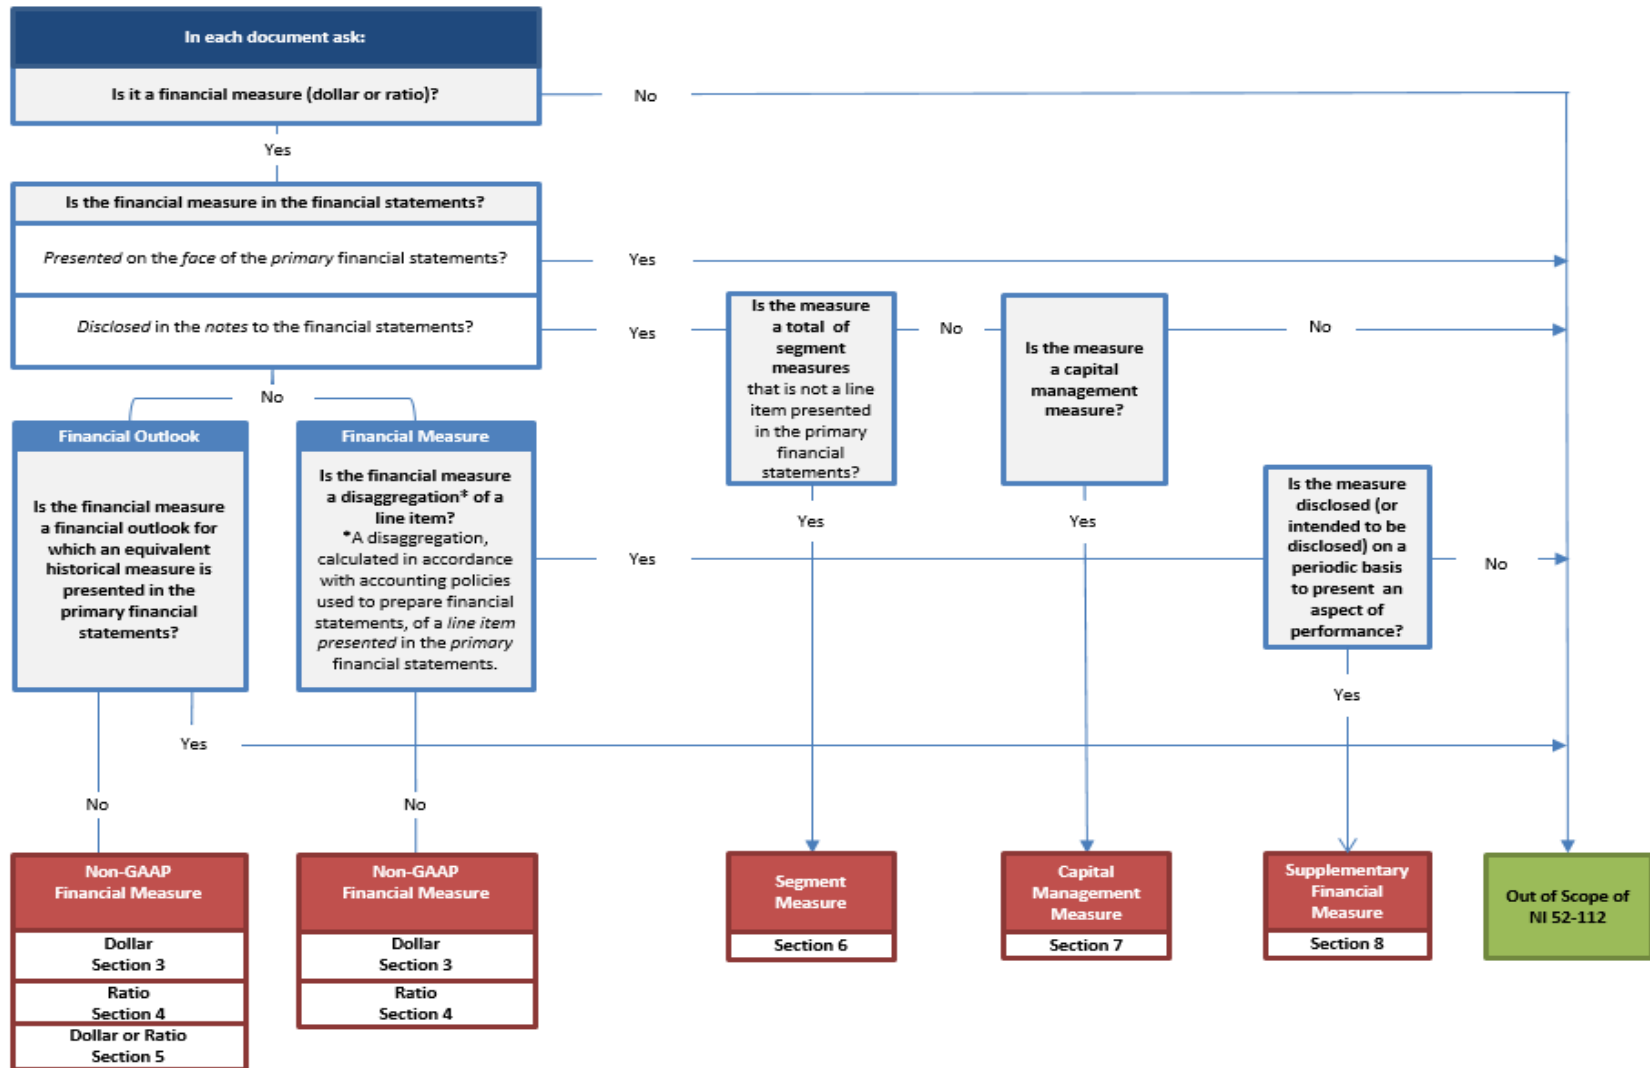 In each document ask:
Is it a financial measure (dollar or ratio)?
No
Yes
Is the financial measure in the financial statements?
Presented on the face of the primary financial statements?
Yes
Disclosed in the notes to the financial statements?
Yes
Is the measure
a total of
segment
measures
that is not a line
item presented
in the primary
financial
statements?
No
Is the measure
a capital
management
measure?
No
No
Financial Outlook
Is the financial measure
a financial outlook for
which an equivalent
historical measure is
presented in the
primary financial
statements?
Financial Measure
Is the financial measure
a disaggregation* of a
line item?
*A disaggregation,
calculated in accordance
with accounting policies
used to prepare financial
statements, of a line item
presented in the primary
financial statements.
Yes
Yes
Yes
Is the measure
disclosed (or
intended to be
disclosed) on a
periodic basis
to present an
aspect of
performance?
No
Yes
Yes
No
No
Non-GAAP
Financial Measure
Dollar
Section 3
Ratio
Section 4
Dollar or Ratio
Section 5
Non-GAAP
Financial Measure
Dollar
Section 3
Ratio
Section 4
Segment
Measure
Section 6
Capital
Management
Measure
Section 7
Supplementary
Financial
Measure
Section 8
Out of Scope of
NI 52-112